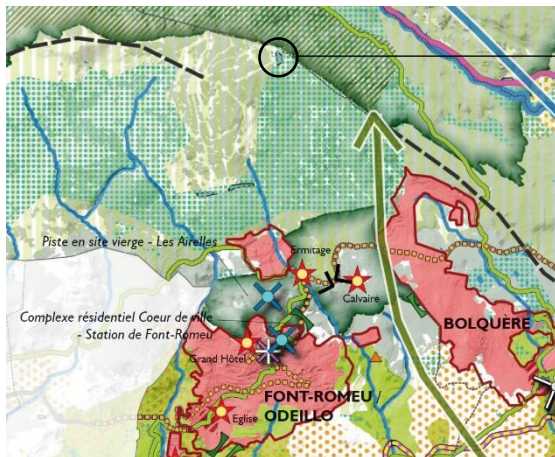 Piste en site vierge - Les Airelles
Ermitage
Calvaire
Complexe résidentiel Coeur de ville
- Station de Font-Romeu
BOLQUÈRE
Grand Hôtel
FONT-ROMEU/
ODEILLO
Eglise